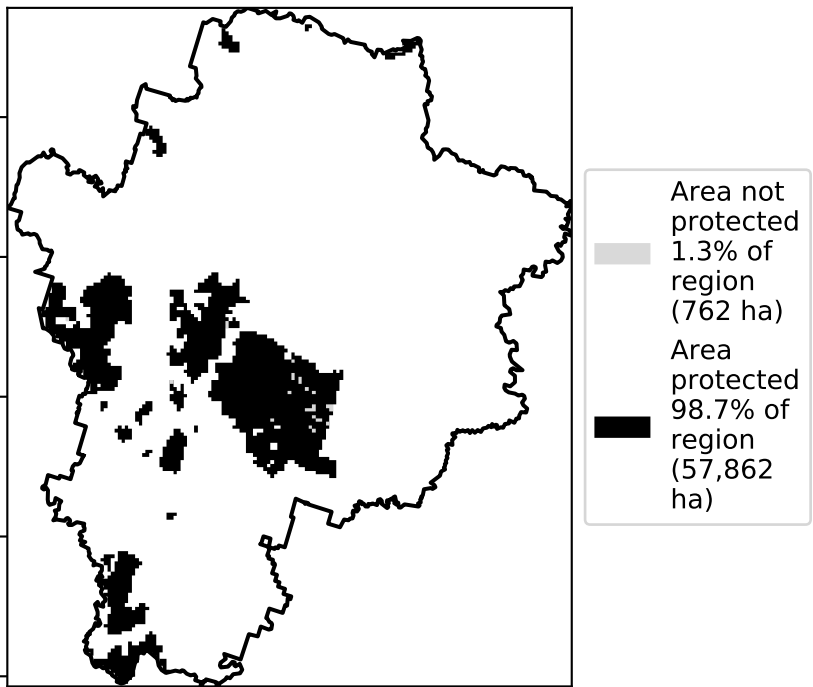 Area not
protected
1.3% of
region
(762 ha)
Area
protected
98.7% of
region
(57,862
ha)